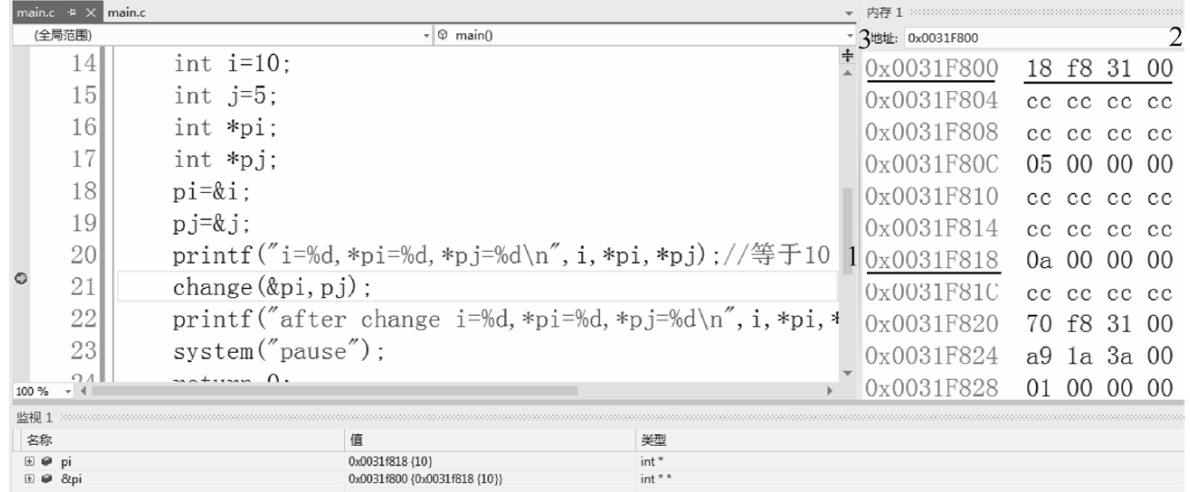 main.c
main.c
(全局范围)
main()
14 int i=10;
15 int j=5;
16 int *pi;
17 int *pj;
18 pi=&i;
19 pj=&j;
20 printf("i=%d,*pi=%d,*pj=%d\n",i,*pi,*pj);//等于10
21 change(&pi,pj);
22 printf("after change i=%d,*pi=%d,*pj=%d\n",i,*pi,*
23 system("pause");
24 return 0;
100 %
1
内存 1
3地址: 0x0031F800 2
0x0031F800 18 f8 31 00
0x0031F804 cc cc cc cc
0x0031F808 cc cc cc cc
0x0031F80C 05 00 00 00
0x0031F810 cc cc cc cc
0x0031F814 cc cc cc cc
0x0031F818 0a 00 00 00
0x0031F81C cc cc cc cc
0x0031F820 70 f8 31 00
0x0031F824 a9 1a 3a 00
0x0031F828 01 00 00 00
监视 1
名称 值 类型
pi 0x0031f818 {10} int *
&pi 0x0031f800 {0x0031f818 {10}} int * *